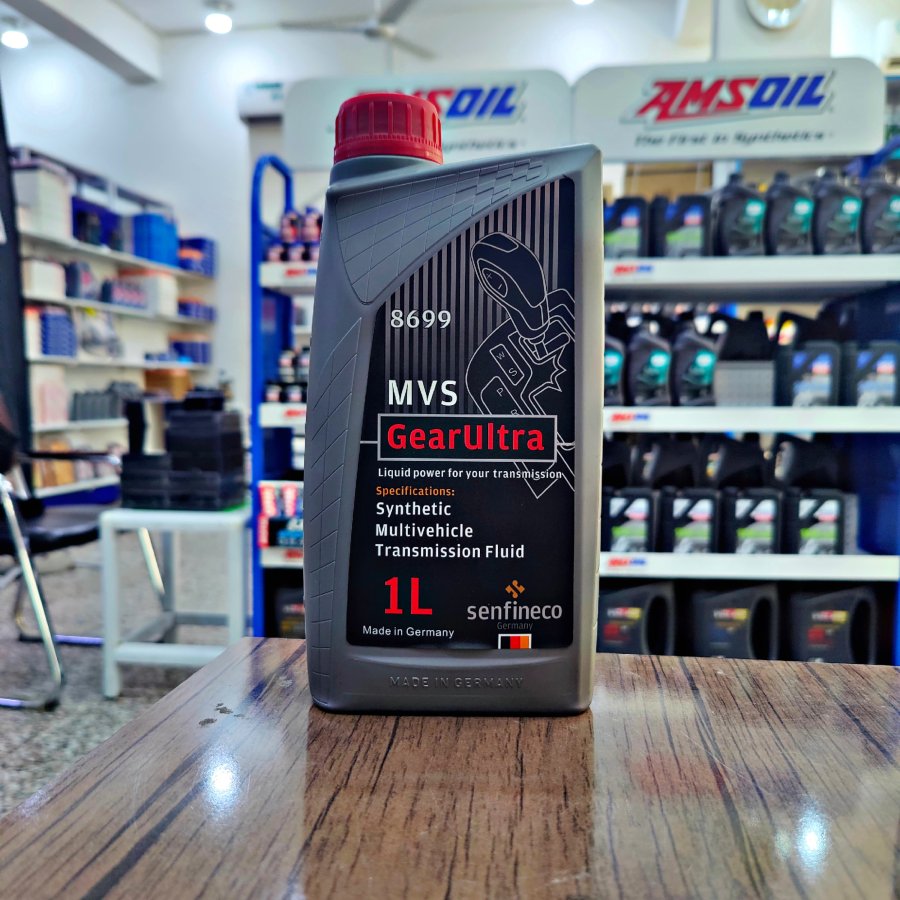 AMSOIL
AMSOIL
The First in Synthetics
8699
MVS
GearUltra
Liquid power for your transmission
Specifications:
Synthetic
Multivehicle
Transmission Fluid
1L
senfineco
Germany
Made in Germany
MADE IN GERMANY
W
S
P
R